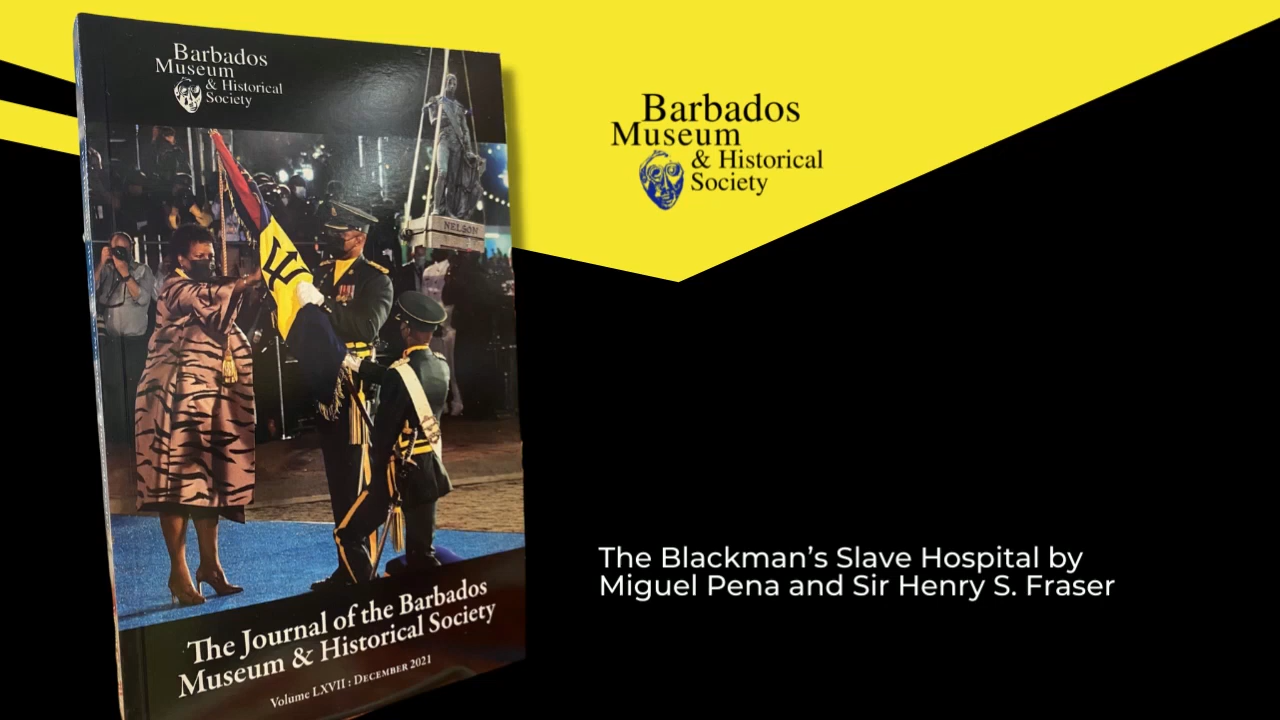 Barbados
Museum
& Historical
Society
NELSON
The Journal of the Barbados
Museum & Historical Society
Volume LXVII : December 2021
Barbados
Museum
& Historical
Society
The Blackman’s Slave Hospital by
Miguel Pena and Sir Henry S. Fraser